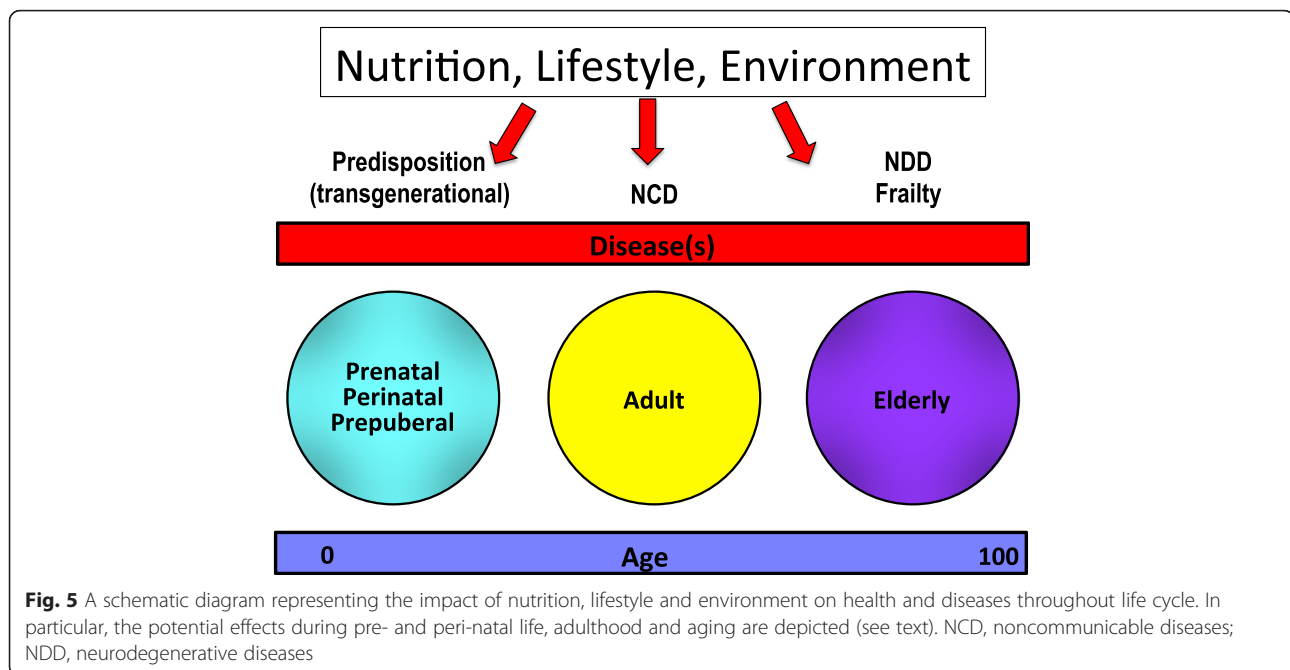 Nutrition, Lifestyle, Environment
Predisposition
(transgenerational)
NCD
NDD
Frailty
Disease(s)
Prenatal
Perinatal
Prepuberal
Adult
Elderly
0 Age 100
Fig. 5 A schematic diagram representing the impact of nutrition, lifestyle and environment on health and diseases throughout life cycle. In
particular, the potential effects during pre- and peri-natal life, adulthood and aging are depicted (see text). NCD, noncommunicable diseases;
NDD, neurodegenerative diseases